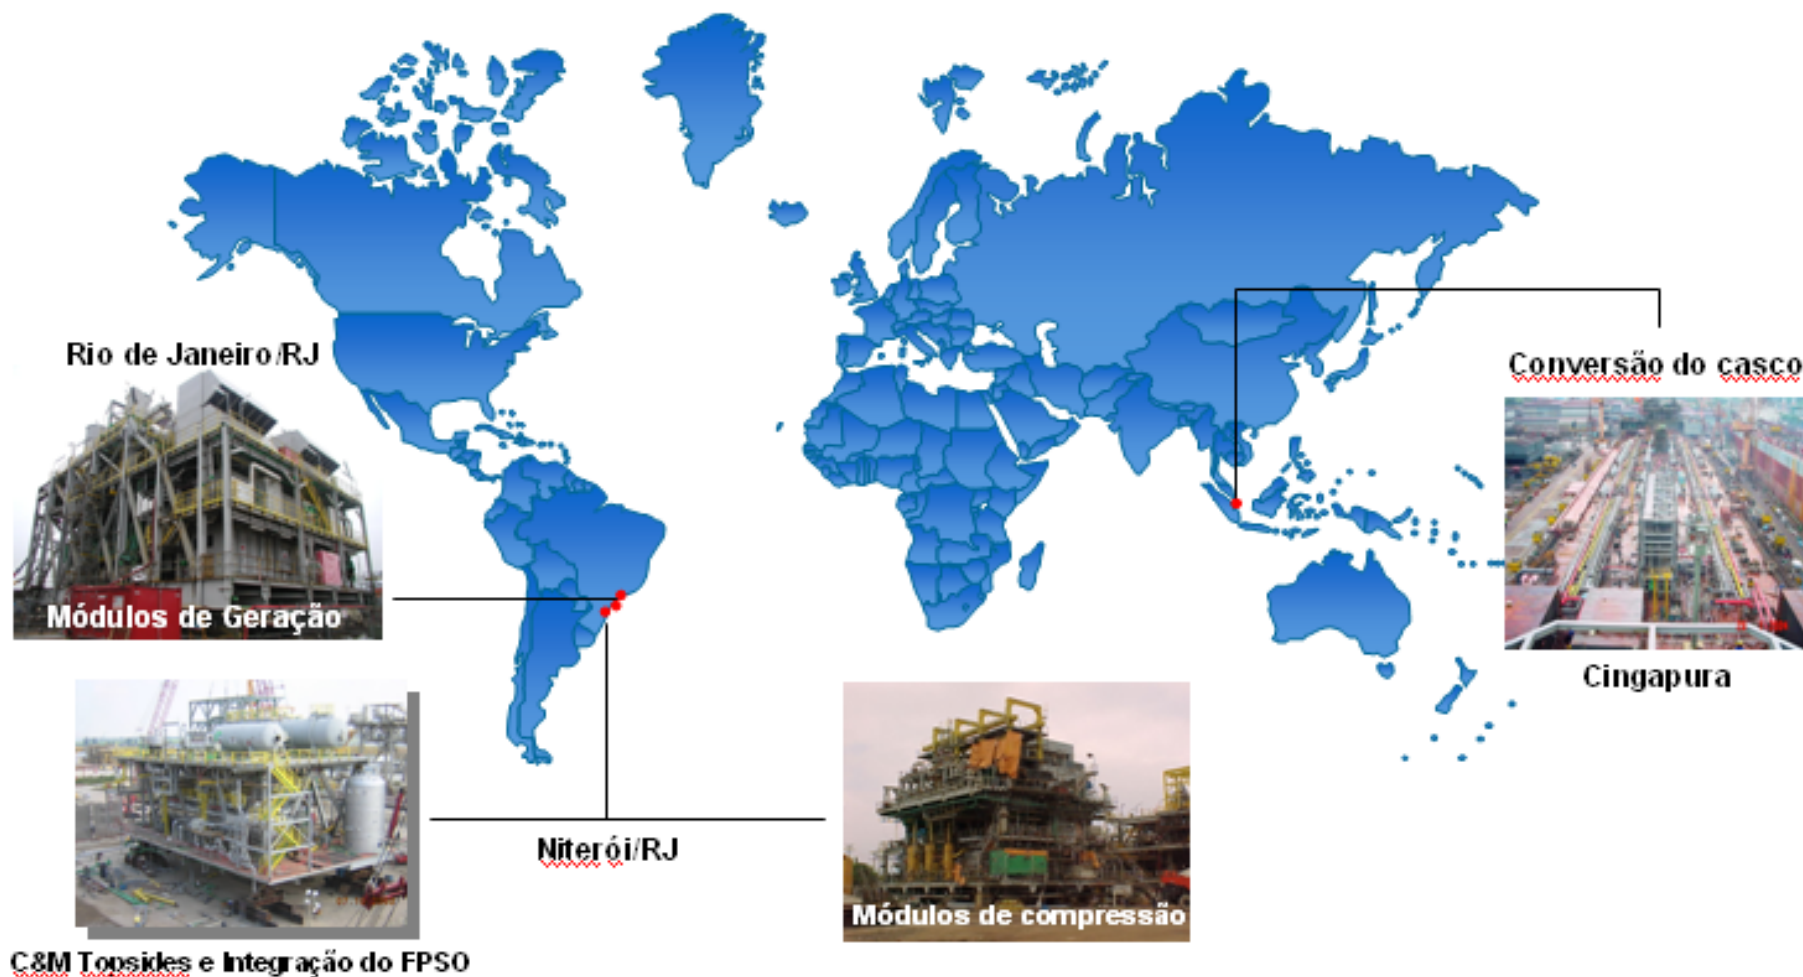 Rio de Janeiro/RJ
Módulos de Geração
Conversão do casco
Cingapura
Niterói/RJ
Módulos de compressão
C&M Topsides e Integração do FPSO